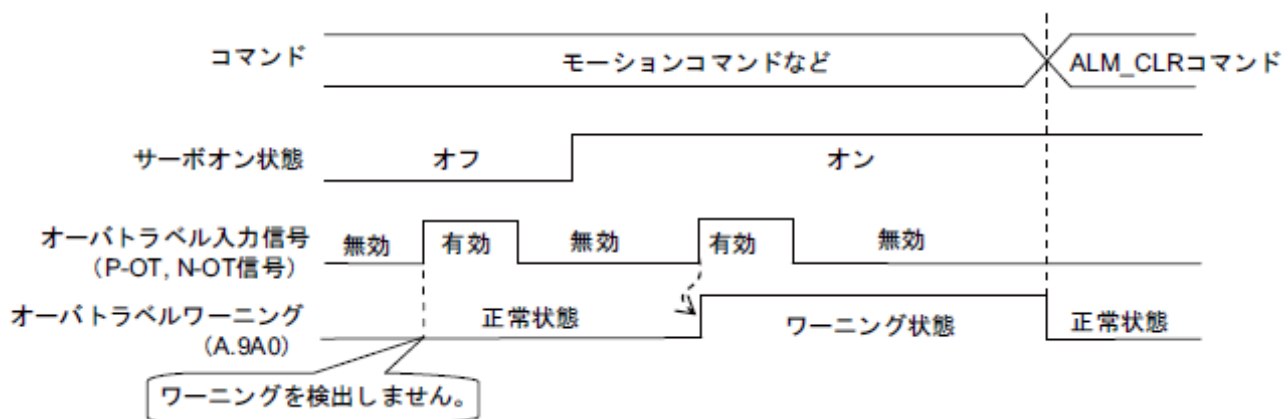 コマンド
モーションコマンドなど
ALM_CLRコマンド
サーボオン状態
オフ
オン
オーバトラベル入力信号
(P-OT, N-OT信号)
無効
有効
無効
有効
無効
オーバトラベルワーニング
(A.9A0)
正常状態
ワーニング状態
正常状態
ワーニングを検出しません。